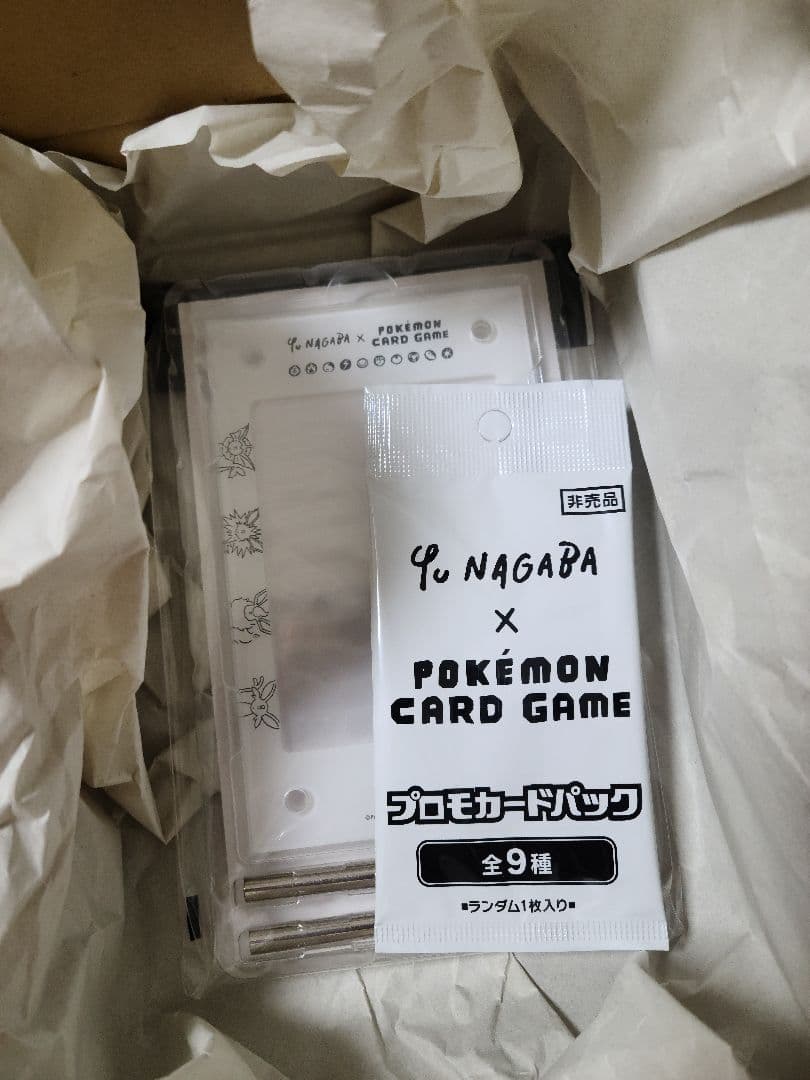 Yu NAGABA × POKÉMON
CARD GAME
非売品
Yu NAGABA
×
POKÉMON
CARD GAME
プロモカードパック
全9種
■ランダム1枚入り■